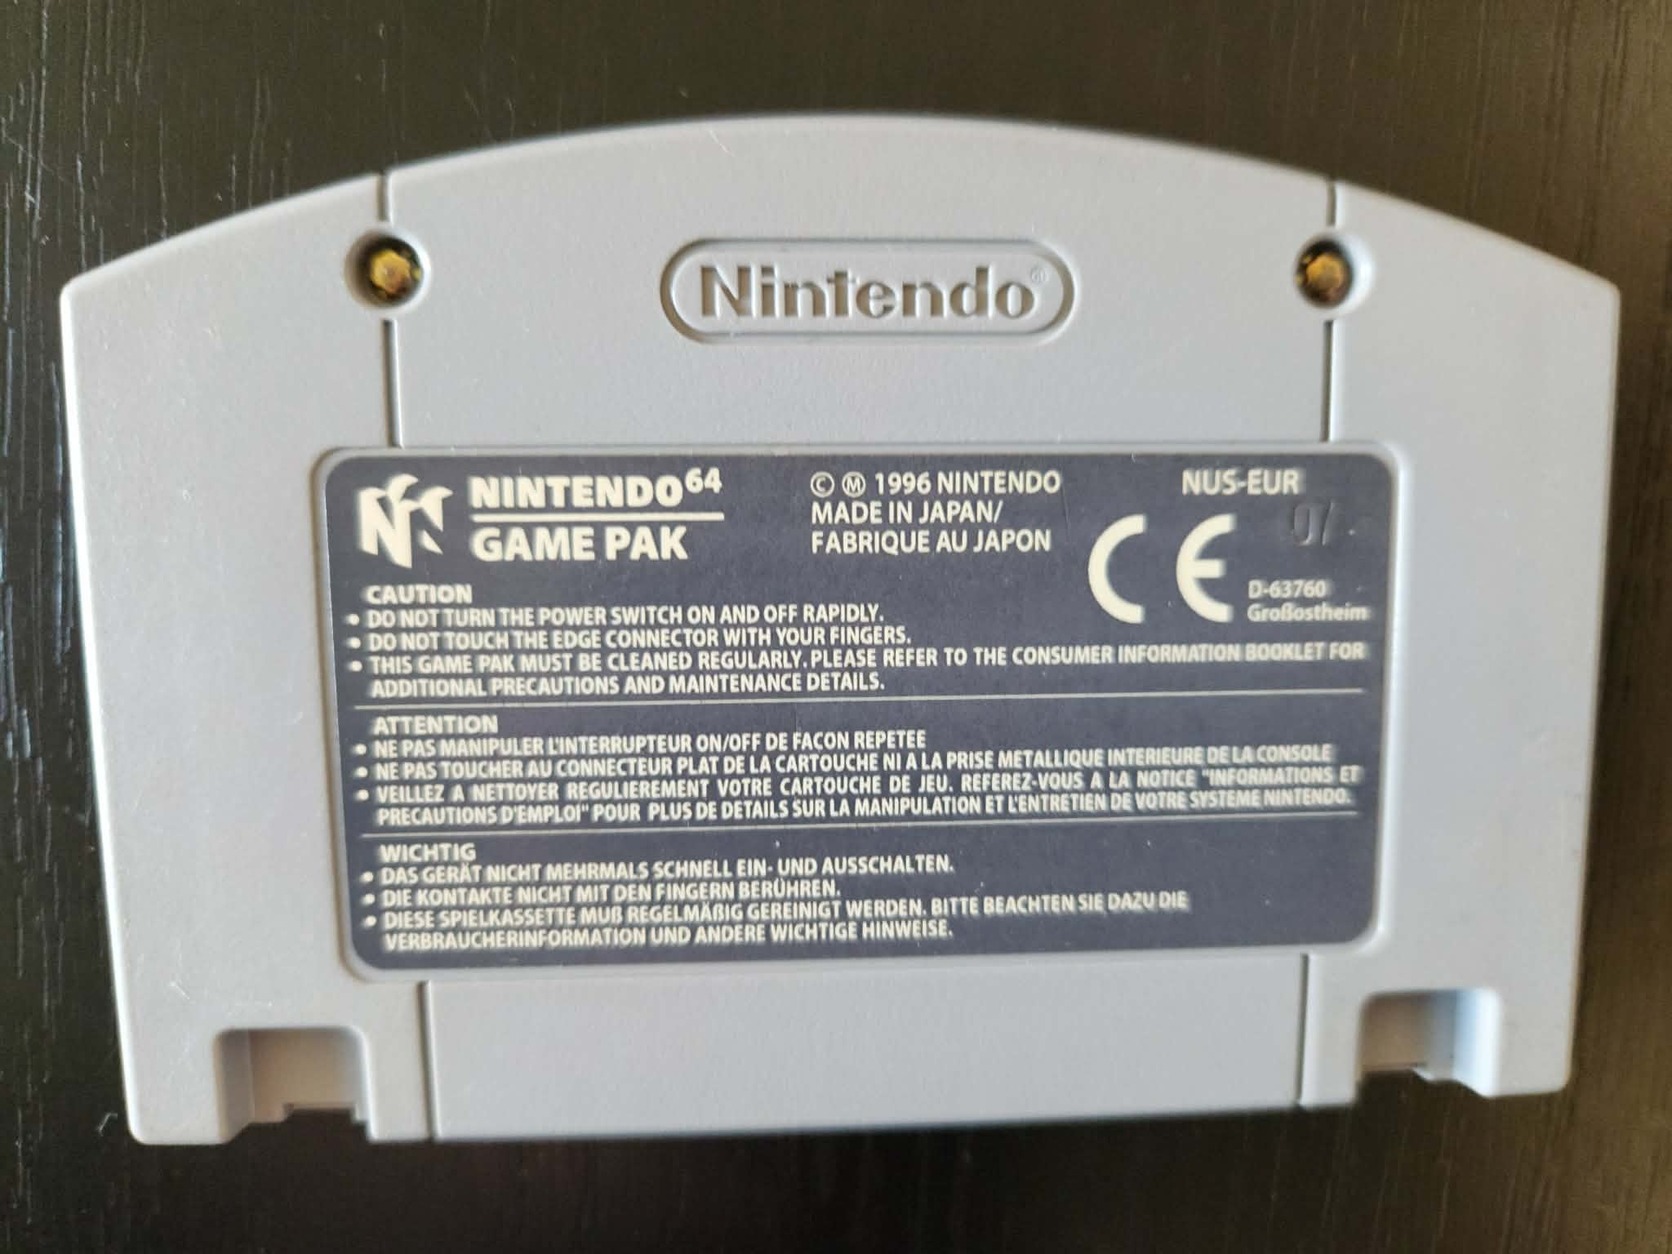 Nintendo®
NINTENDO 64
GAME PAK
© Ⓜ 1996 NINTENDO
MADE IN JAPAN/
FABRIQUE AU JAPON
NUS-EUR
07
CE
D-63760
Großostheim
CAUTION
• DO NOT TURN THE POWER SWITCH ON AND OFF RAPIDLY.
• DO NOT TOUCH THE EDGE CONNECTOR WITH YOUR FINGERS.
• THIS GAME PAK MUST BE CLEANED REGULARLY. PLEASE REFER TO THE CONSUMER INFORMATION BOOKLET FOR
ADDITIONAL PRECAUTIONS AND MAINTENANCE DETAILS.
ATTENTION
• NE PAS MANIPULER L'INTERRUPTEUR ON/OFF DE FACON REPETEE
• NE PAS TOUCHER AU CONNECTEUR PLAT DE LA CARTOUCHE NI A LA PRISE METALLIQUE INTERIEURE DE LA CONSOLE
• VEILLEZ A NETTOYER REGULIEREMENT VOTRE CARTOUCHE DE JEU. REFEREZ-VOUS A LA NOTICE "INFORMATIONS ET
PRECAUTIONS D'EMPLOI" POUR PLUS DE DETAILS SUR LA MANIPULATION ET L'ENTRETIEN DE VOTRE SYSTEME NINTENDO.
WICHTIG
• DAS GERÄT NICHT MEHRMALS SCHNELL EIN- UND AUSSCHALTEN.
• DIE KONTAKTE NICHT MIT DEN FINGERN BERÜHREN.
• DIESE SPIELKASSETTE MUß REGELMÄßIG GEREINIGT WERDEN. BITTE BEACHTEN SIE DAZU DIE
VERBRAUCHERINFORMATION UND ANDERE WICHTIGE HINWEISE.